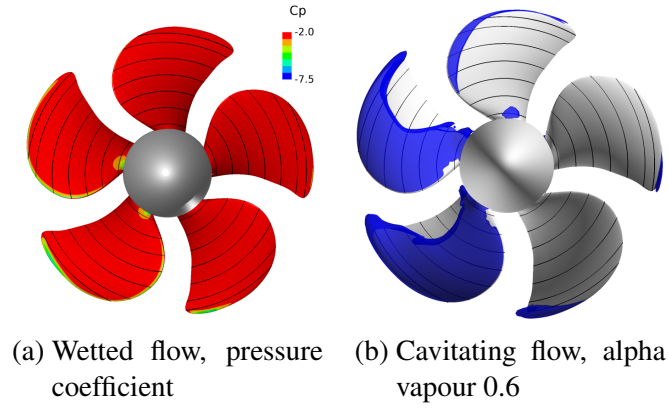 Cp
-2.0
-7.5
(a) Wetted flow, pressure
coefficient
(b) Cavitating flow, alpha
vapour 0.6